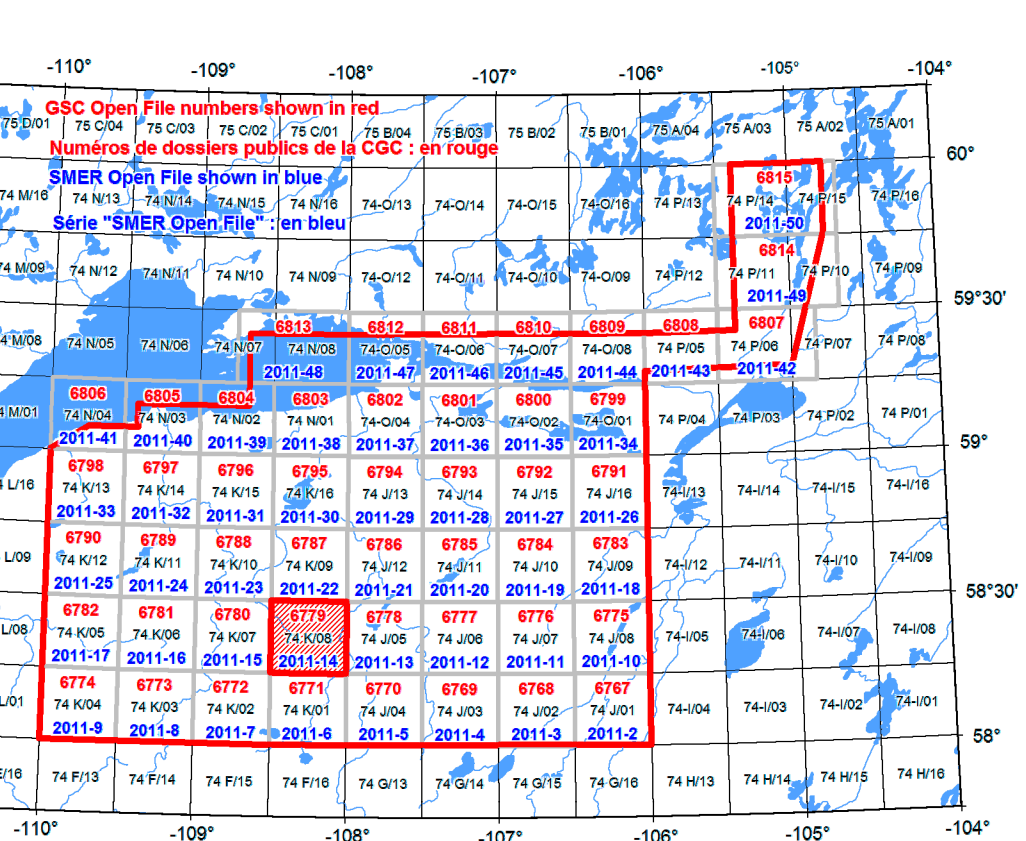 -110° -109° -108° -107° -106° -105° -104°
GSC Open File numbers shown in red
75 D/01 75 C/04 75 C/03 75 C/02 75 C/01 75 B/04 75 B/03 75 B/02 75 B/01 75 A/04 75 A/03 75 A/02 75 A/01
Numéros de dossiers publics de la CGC : en rouge
60°
SMER Open File shown in blue
6815
74 M/16 74 N/13 74 N/14 74 N/15 74 N/16 74-O/13 74-O/14 74-O/15 74-O/16 74 P/13 74 P/14 74 P/15 74 P/16
Série "SMER Open File" : en bleu
2011-50
6814
74 M/09 74 N/12 74 N/11 74 N/10 74 N/09 74-O/12 74-O/11 74-O/10 74-O/09 74 P/12 74 P/11 74 P/10 74 P/09
2011-49
59°30'
6813 6812 6811 6810 6809 6808 6807
4 M/08 74 N/05 74 N/06 74 N/07 74 N/08 74-O/05 74-O/06 74-O/07 74-O/08 74 P/05 74 P/06 74 P/07 74 P/08
2011-48 2011-47 2011-46 2011-45 2011-44 2011-43 2011-42
6806 6805 6804 6803 6802 6801 6800 6799
4 M/01 74 N/04 74 N/03 74 N/02 74 N/01 74-O/04 74-O/03 74-O/02 74-O/01 74 P/04 74 P/03 74 P/02 74 P/01
2011-41 2011-40 2011-39 2011-38 2011-37 2011-36 2011-35 2011-34
59°
6798 6797 6796 6795 6794 6793 6792 6791
L/16 74 K/13 74 K/14 74 K/15 74 K/16 74 J/13 74 J/14 74 J/15 74 J/16 74-I/13 74-I/14 74-I/15 74-I/16
2011-33 2011-32 2011-31 2011-30 2011-29 2011-28 2011-27 2011-26
6790 6789 6788 6787 6786 6785 6784 6783
L/09 74 K/12 74 K/11 74 K/10 74 K/09 74 J/12 74 J/11 74 J/10 74 J/09 74-I/12 74-I/11 74-I/10 74-I/09
2011-25 2011-24 2011-23 2011-22 2011-21 2011-20 2011-19 2011-18
58°30'
6782 6781 6780 6779 6778 6777 6776 6775
L/08 74 K/05 74 K/06 74 K/07 74 K/08 74 J/05 74 J/06 74 J/07 74 J/08 74-I/05 74-I/06 74-I/07 74-I/08
2011-17 2011-16 2011-15 2011-14 2011-13 2011-12 2011-11 2011-10
6774 6773 6772 6771 6770 6769 6768 6767
L/01 74 K/04 74 K/03 74 K/02 74 K/01 74 J/04 74 J/03 74 J/02 74 J/01 74-I/04 74-I/03 74-I/02 74-I/01
2011-9 2011-8 2011-7 2011-6 2011-5 2011-4 2011-3 2011-2
58°
E/16 74 F/13 74 F/14 74 F/15 74 F/16 74 G/13 74 G/14 74 G/15 74 G/16 74 H/13 74 H/14 74 H/15 74 H/16
-110° -109° -108° -107° -106° -105° -104°